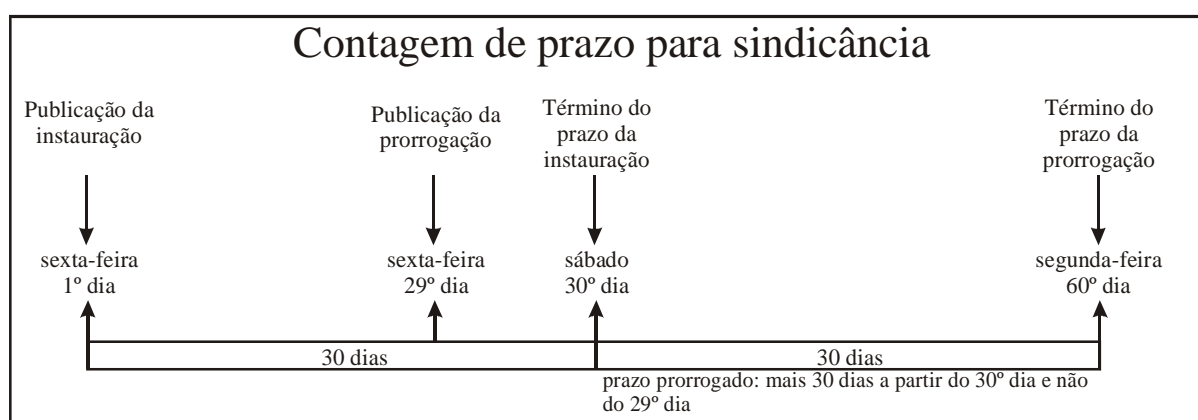 Contagem de prazo para sindicância
Publicação da
instauração
Publicação da
prorrogação
Término do
prazo da
instauração
Término do
prazo da
prorrogação
sexta-feira
1º dia
sexta-feira
29º dia
sábado
30º dia
segunda-feira
60º dia
30 dias
30 dias
prazo prorrogado: mais 30 dias a partir do 30º dia e não
do 29º dia